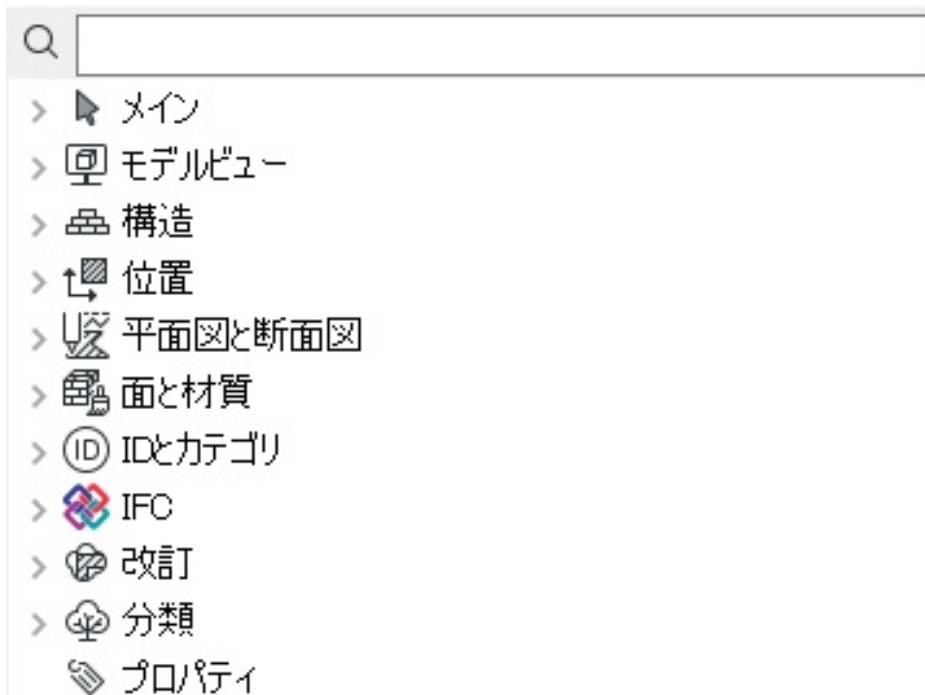 メイン
モデルビュー
構造
位置
平面図と断面図
面と材質
ID IDとカテゴリ
IFC
改訂
分類
プロパティ